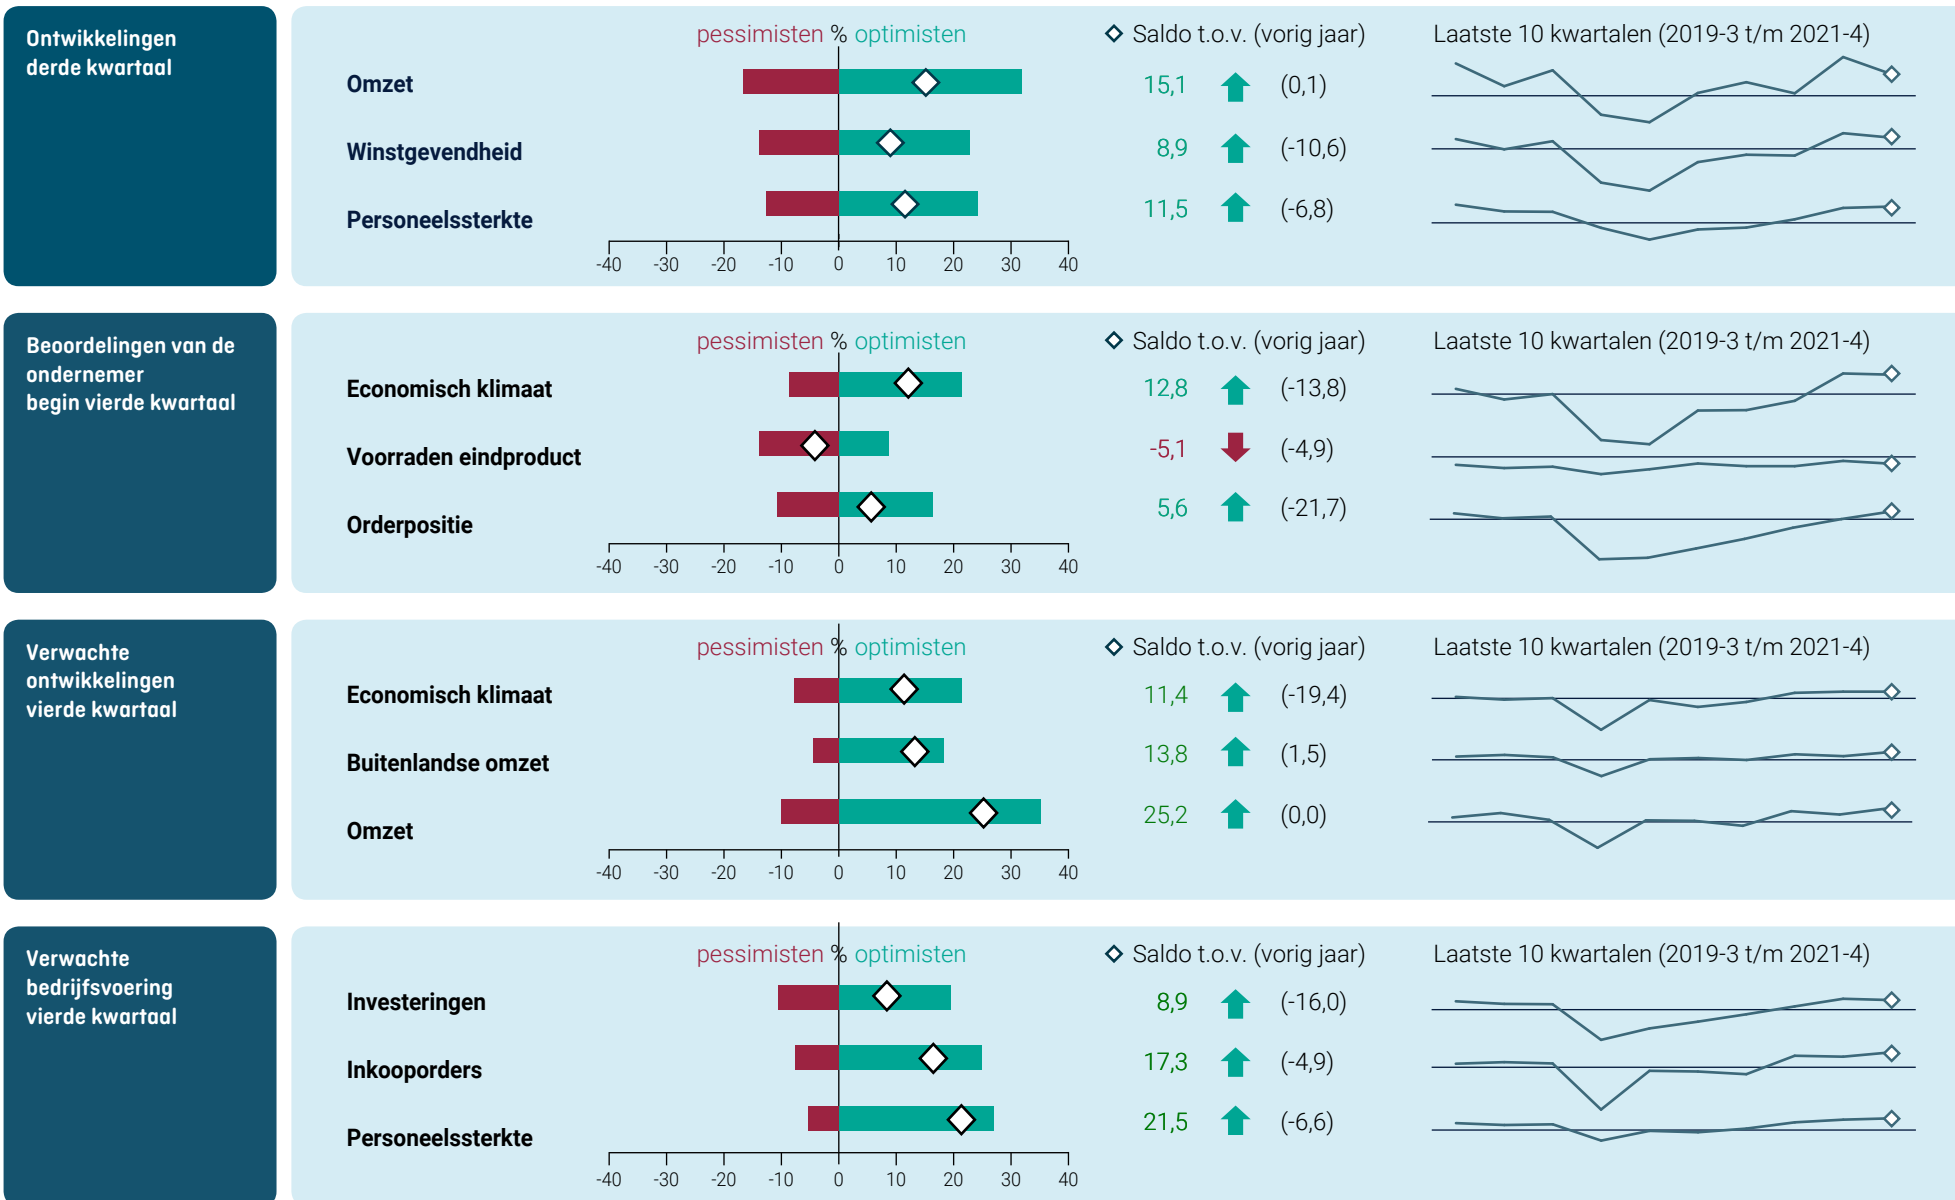 Ontwikkelingen
derde kwartaal
pessimisten % optimisten
Saldo t.o.v. (vorig jaar)
Laatste 10 kwartalen (2019-3 t/m 2021-4)
Omzet
15,1 (0,1)
Winstgevendheid
8,9 (-10,6)
Personeelssterkte
11,5 (-6,8)
-40 -30 -20 -10 0 10 20 30 40
Beoordelingen van de
ondernemer
begin vierde kwartaal
pessimisten % optimisten
Saldo t.o.v. (vorig jaar)
Laatste 10 kwartalen (2019-3 t/m 2021-4)
Economisch klimaat
12,8 (-13,8)
Voorraden eindproduct
-5,1 (-4,9)
Orderpositie
5,6 (-21,7)
-40 -30 -20 -10 0 10 20 30 40
Verwachte
ontwikkelingen
vierde kwartaal
pessimisten % optimisten
Saldo t.o.v. (vorig jaar)
Laatste 10 kwartalen (2019-3 t/m 2021-4)
Economisch klimaat
11,4 (-19,4)
Buitenlandse omzet
13,8 (1,5)
Omzet
25,2 (0,0)
-40 -30 -20 -10 0 10 20 30 40
Verwachte
bedrijfsvoering
vierde kwartaal
pessimisten % optimisten
Saldo t.o.v. (vorig jaar)
Laatste 10 kwartalen (2019-3 t/m 2021-4)
Investeringen
8,9 (-16,0)
Inkooporders
17,3 (-4,9)
Personeelssterkte
21,5 (-6,6)
-40 -30 -20 -10 0 10 20 30 40